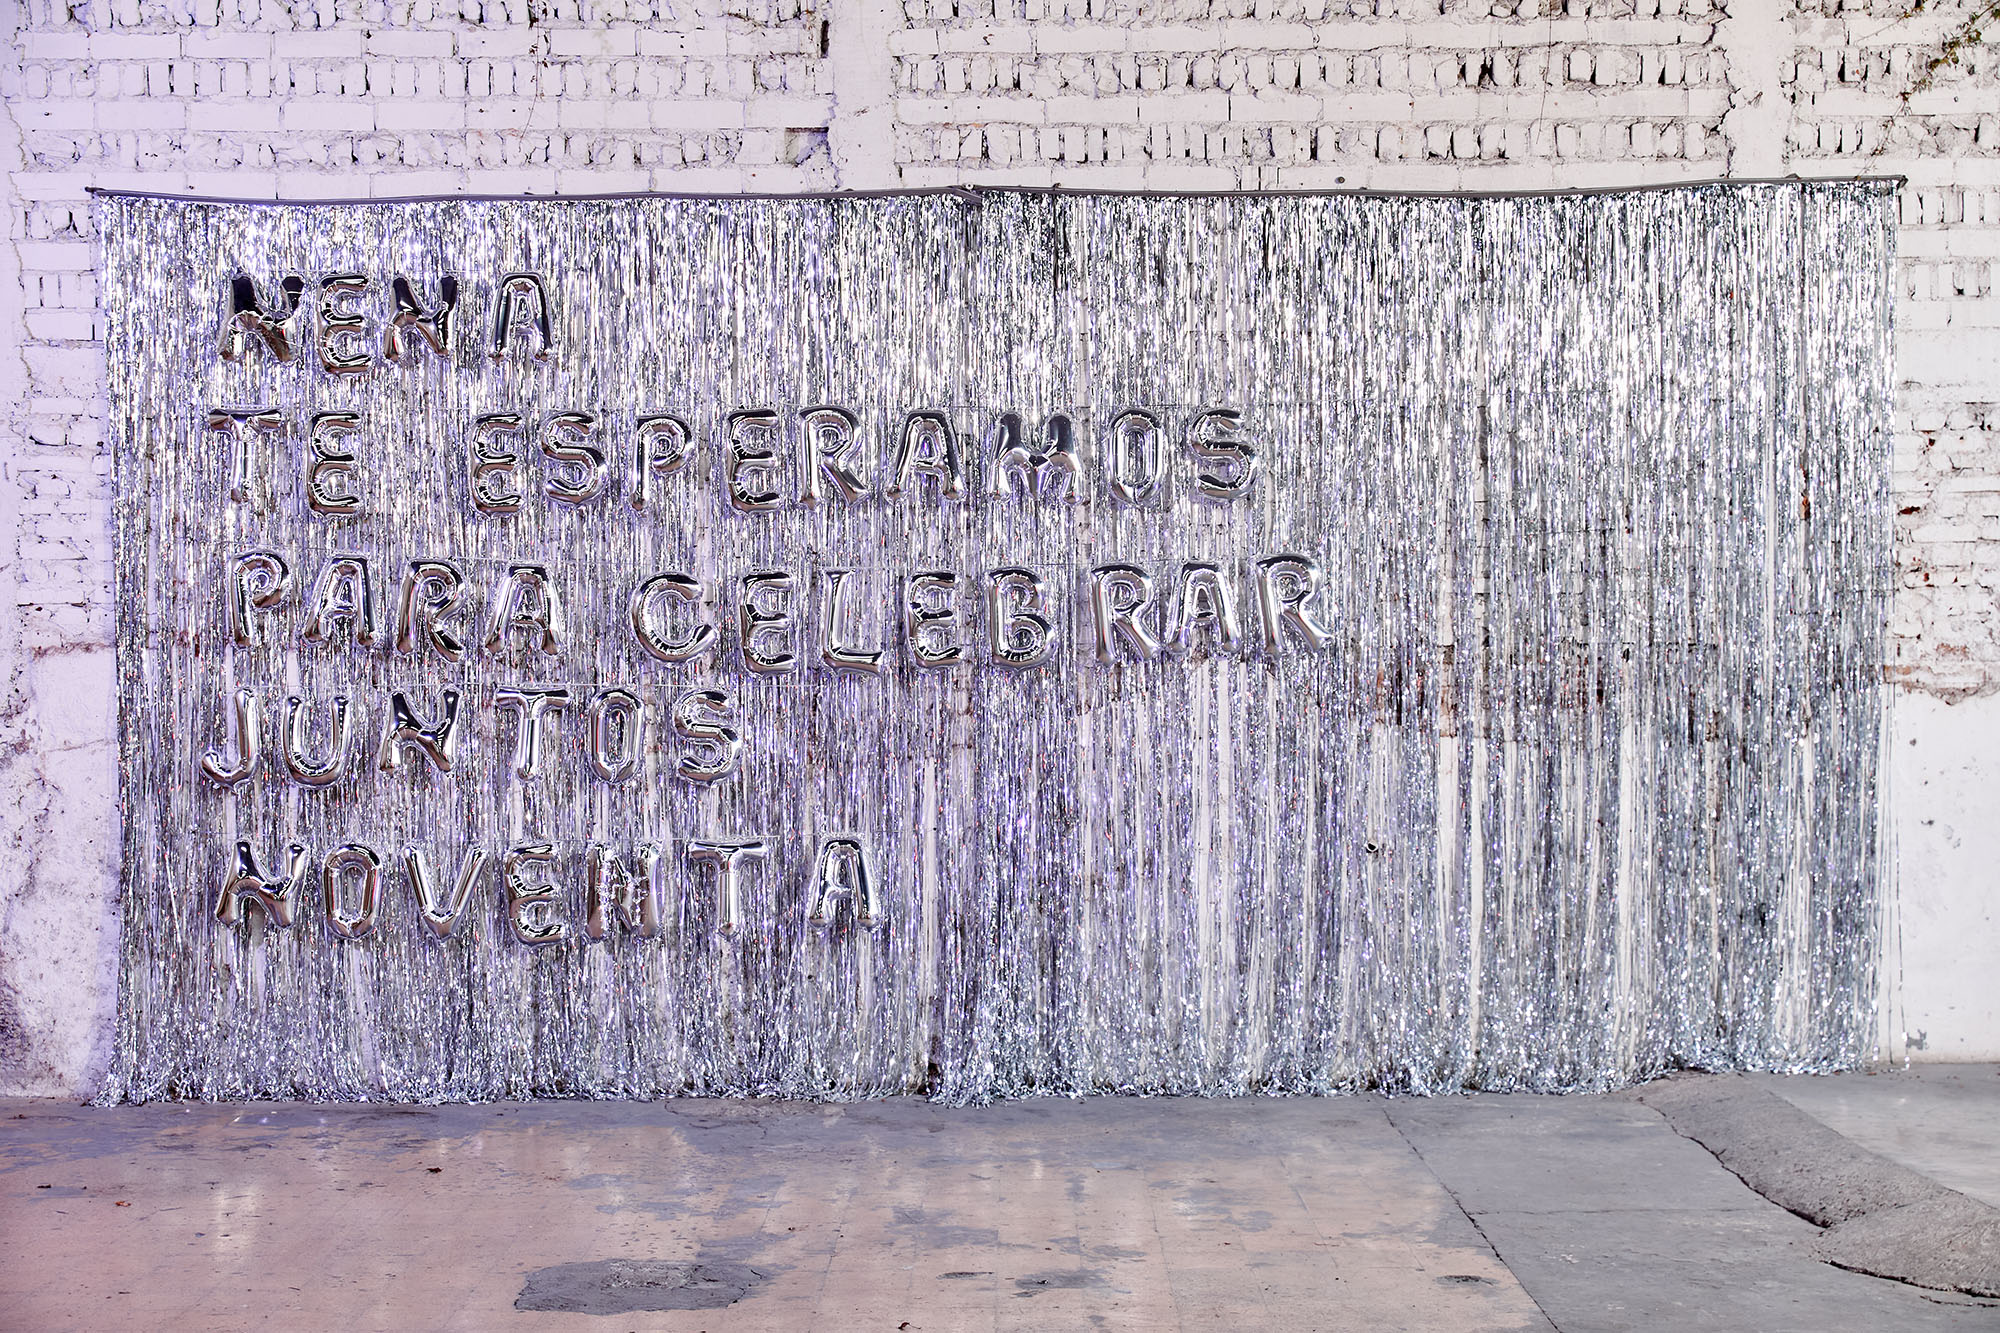 NENA
TE ESPERAMOS
PARA CELEBRAR
JUNTOS
NOVENTA